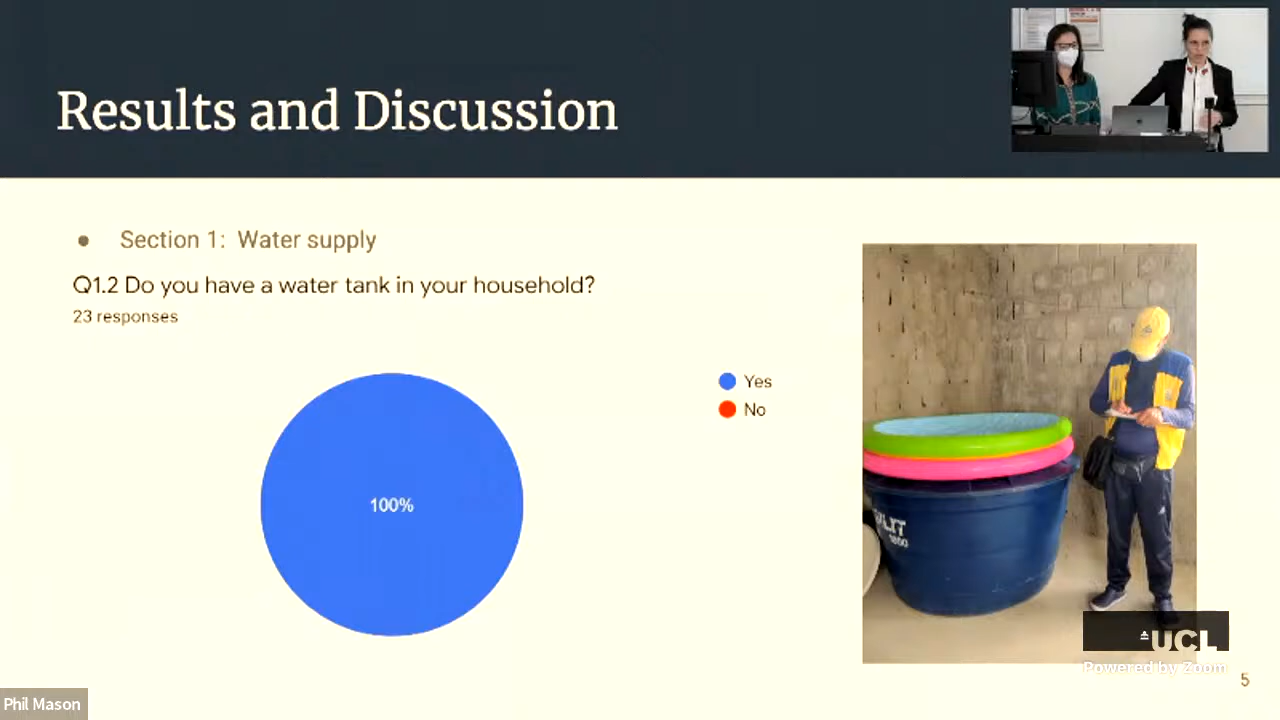 Results and Discussion
● Section 1: Water supply
Q1.2 Do you have a water tank in your household?
23 responses
Yes
No
100%
UCL
Powered by Zoom
5
Phil Mason